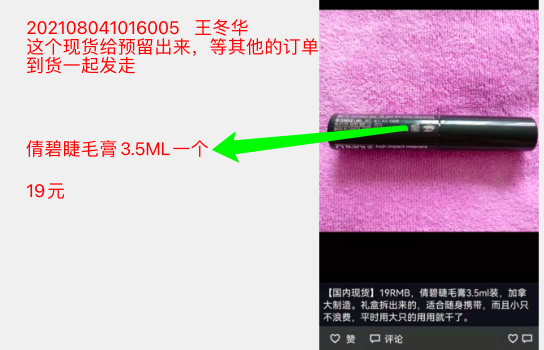 202108041016005 王冬华
这个现货给预留出来，等其他的订单
到货一起发走
倩碧睫毛膏3.5ML一个
19元
CLINIQUE high impact mascara
【国内现货】19RMB，倩碧睫毛膏3.5ml装，加拿
大制造。礼盒拆出来的，适合随身携带，而且小只
不浪费，平时用大只的用用就干了。
赞 评论